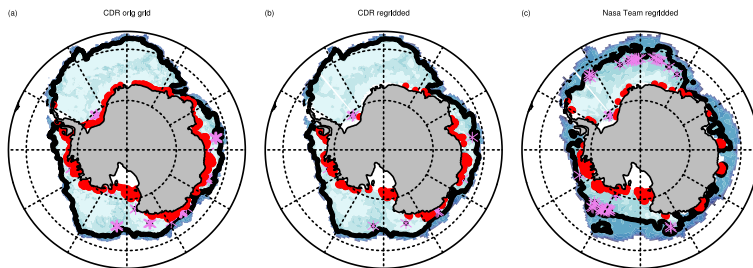 (a) CDR orig grid
(b) CDR regridded
(c) Nasa Team regridded